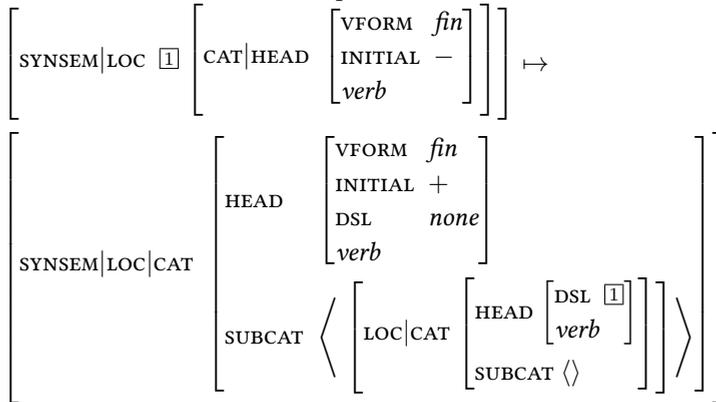 SYNSEM|LOC 1 CAT|HEAD VFORM fin
INITIAL −
verb ↦
SYNSEM|LOC|CAT HEAD VFORM fin
INITIAL +
DSL none
verb
SUBCAT ⟨ LOC|CAT HEAD DSL 1
verb
SUBCAT ⟨⟩ ⟩